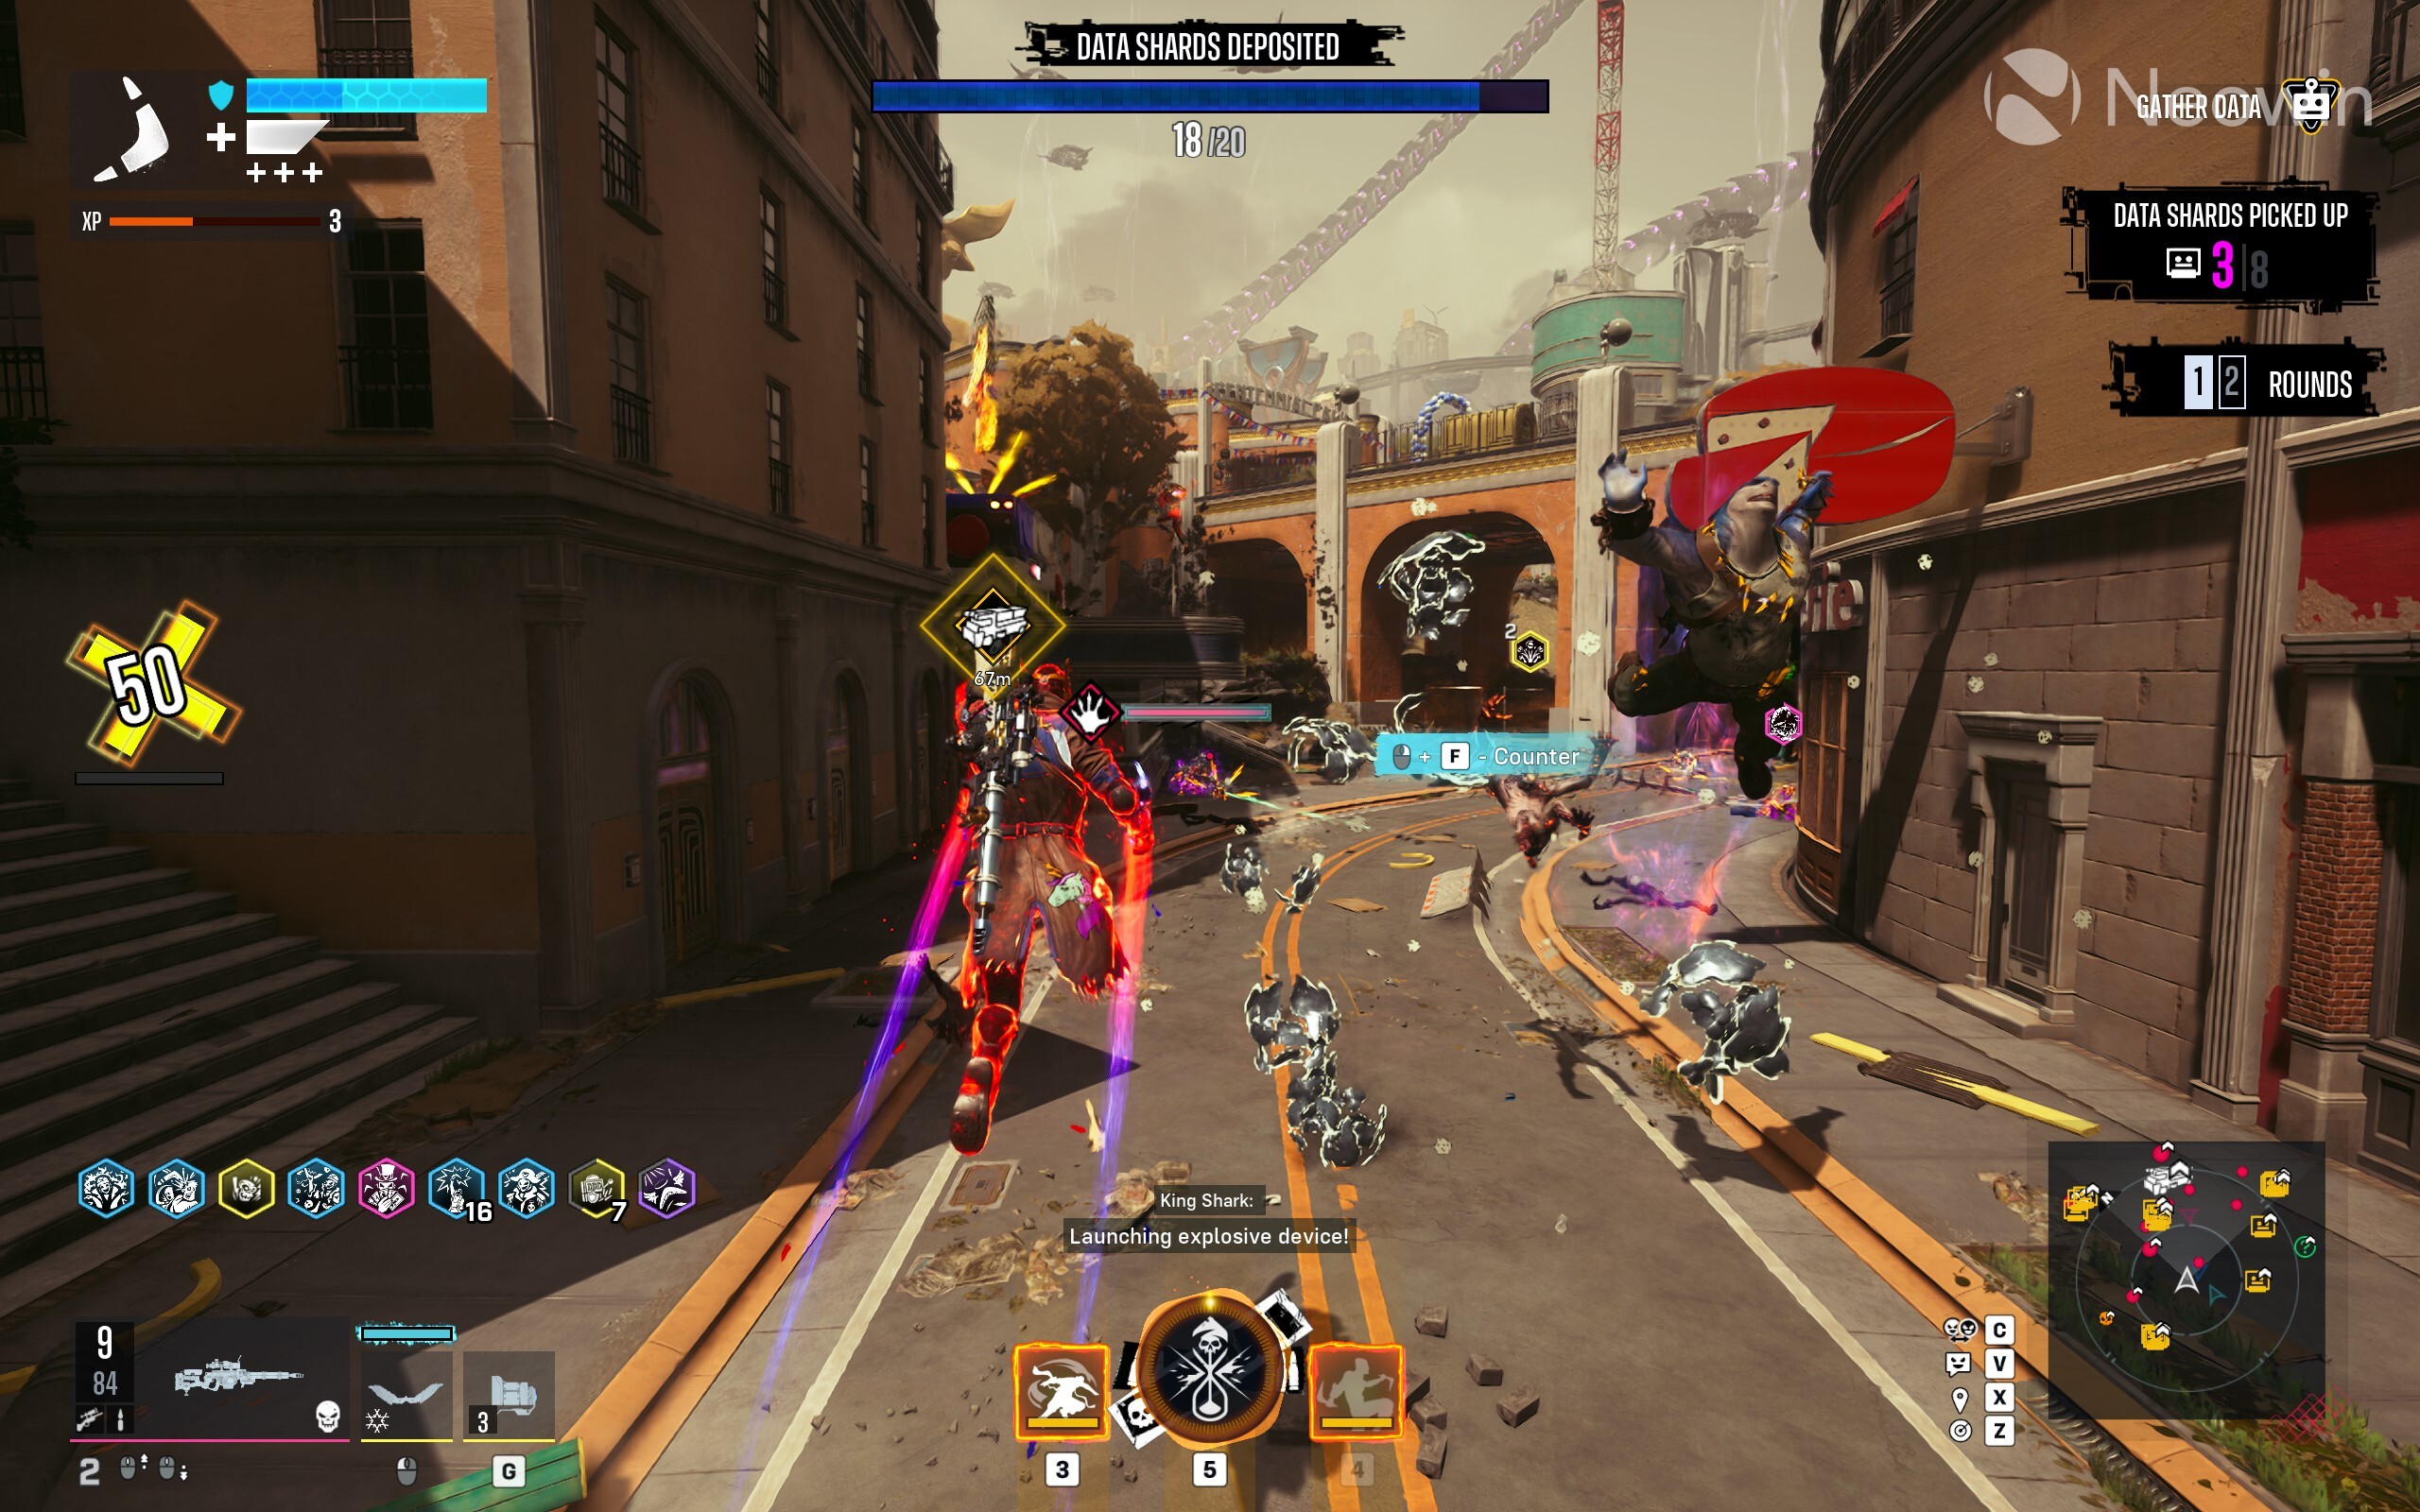 DATA SHARDS DEPOSITED
18/20
Neowin
GATHER DATA
DATA SHARDS PICKED UP
3|8
1 2 ROUNDS
XP 3
50
67m
2
+ F - Counter
16
7
King Shark:
Launching explosive device!
9
84
3
2
G
3
5
4
N
C
V
X
Z